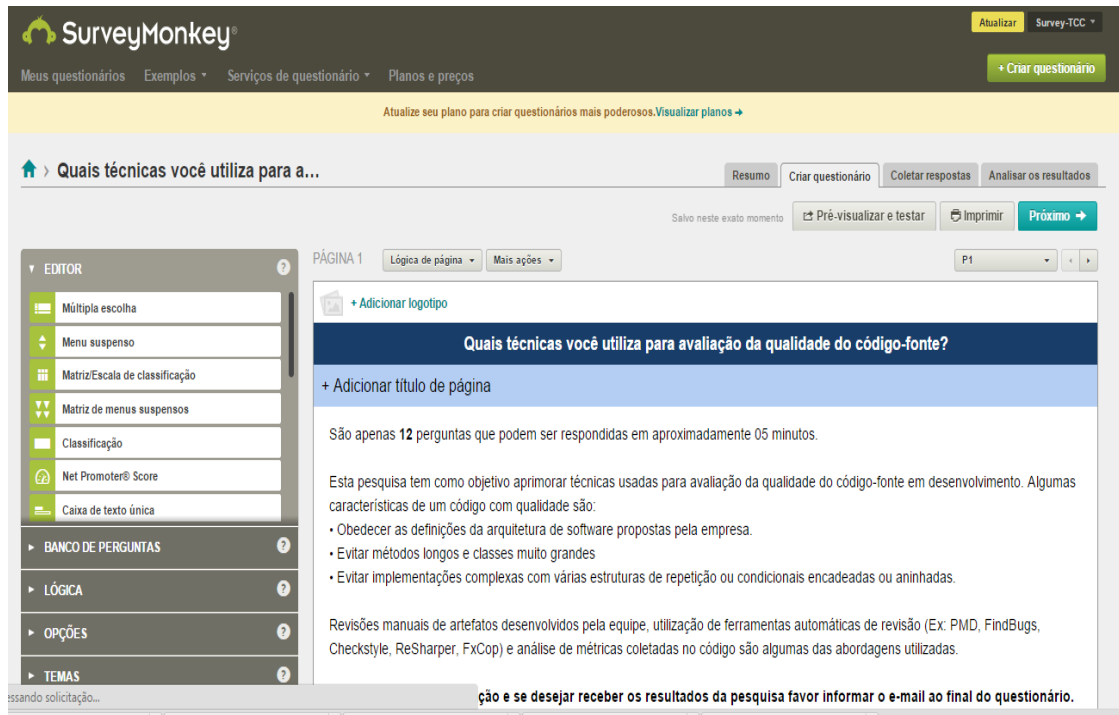 SurveyMonkey®
Atualizar
Survey-TCC
Meus questionários
Exemplos
Serviços de questionário
Planos e preços
+ Criar questionário
Atualize seu plano para criar questionários mais poderosos.Visualizar planos →
> Quais técnicas você utiliza para a...
Resumo
Criar questionário
Coletar respostas
Analisar os resultados
Salvo neste exato momento
Pré-visualizar e testar
Imprimir
Próximo →
EDITOR
?
Múltipla escolha
Menu suspenso
Matriz/Escala de classificação
Matriz de menus suspensos
Classificação
Net Promoter® Score
Caixa de texto única
BANCO DE PERGUNTAS
?
LÓGICA
?
OPÇÕES
?
TEMAS
?
essando solicitação...
PÁGINA 1
Lógica de página
Mais ações
P1
+ Adicionar logotipo
Quais técnicas você utiliza para avaliação da qualidade do código-fonte?
+ Adicionar título de página
São apenas 12 perguntas que podem ser respondidas em aproximadamente 05 minutos.
Esta pesquisa tem como objetivo aprimorar técnicas usadas para avaliação da qualidade do código-fonte em desenvolvimento. Algumas
características de um código com qualidade são:
• Obedecer as definições da arquitetura de software propostas pela empresa.
• Evitar métodos longos e classes muito grandes
• Evitar implementações complexas com várias estruturas de repetição ou condicionais encadeadas ou aninhadas.
Revisões manuais de artefatos desenvolvidos pela equipe, utilização de ferramentas automáticas de revisão (Ex: PMD, FindBugs,
Checkstyle, ReSharper, FxCop) e análise de métricas coletadas no código são algumas das abordagens utilizadas.
ção e se desejar receber os resultados da pesquisa favor informar o e-mail ao final do questionário.